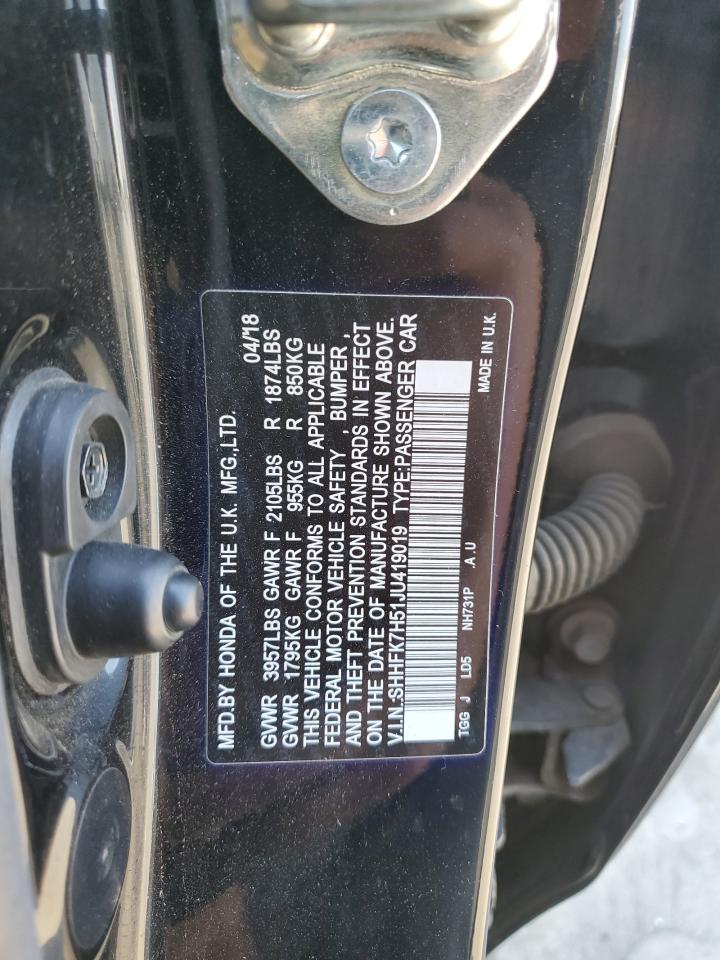 MFD.BY HONDA OF THE U.K. MFG.,LTD. 04/18
GVWR 3957LBS GAWR F 2105LBS R 1874LBS
GVWR 1795KG GAWR F 955KG R 850KG
THIS VEHICLE CONFORMS TO ALL APPLICABLE
FEDERAL MOTOR VEHICLE SAFETY , BUMPER ,
AND THEFT PREVENTION STANDARDS IN EFFECT
ON THE DATE OF MANUFACTURE SHOWN ABOVE.
V.I.N.:SHHFK7H51JU419019 TYPE:PASSENGER CAR
TGG J LD5 NH731P A.U MADE IN U.K.